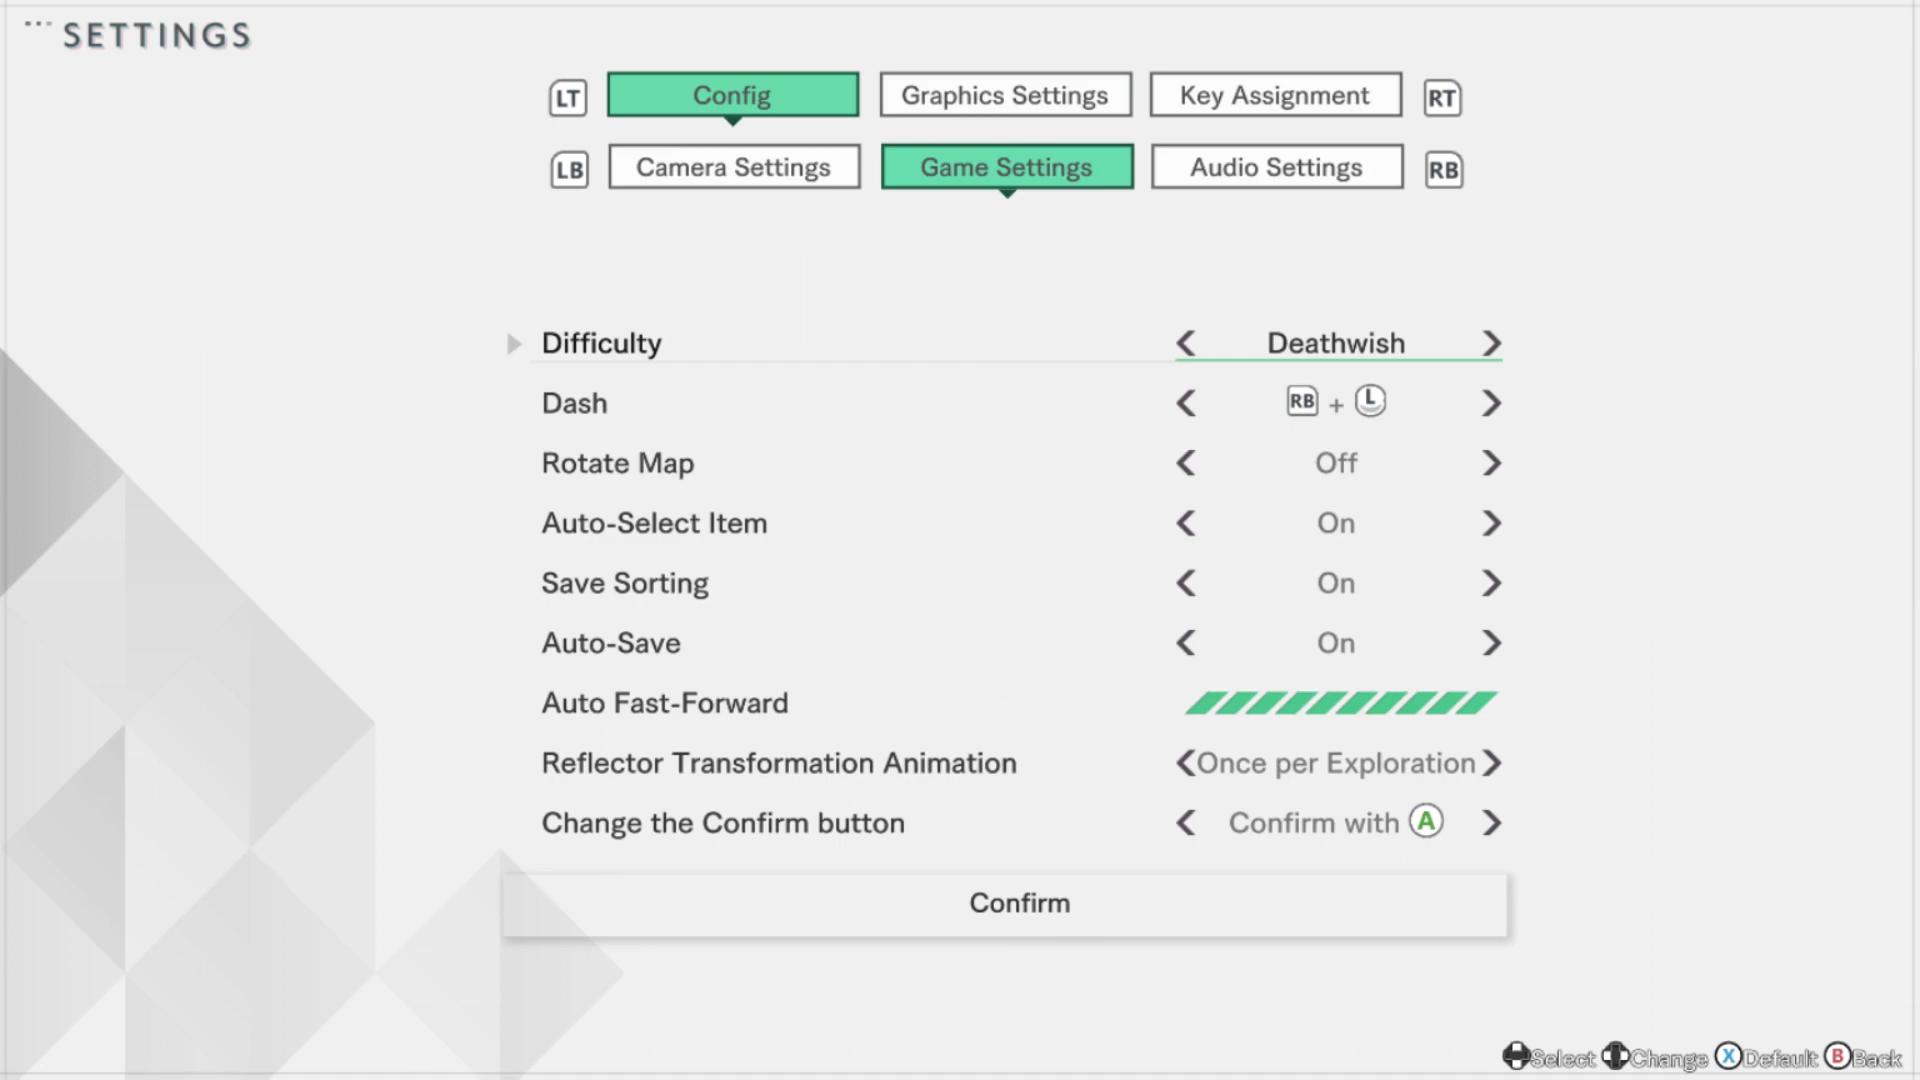 SETTINGS
LT Config Graphics Settings Key Assignment RT
LB Camera Settings Game Settings Audio Settings RB
Difficulty Deathwish
Dash RB + L
Rotate Map Off
Auto-Select Item On
Save Sorting On
Auto-Save On
Auto Fast-Forward
Reflector Transformation Animation Once per Exploration
Change the Confirm button Confirm with A
Confirm
Select Change X Default B Back